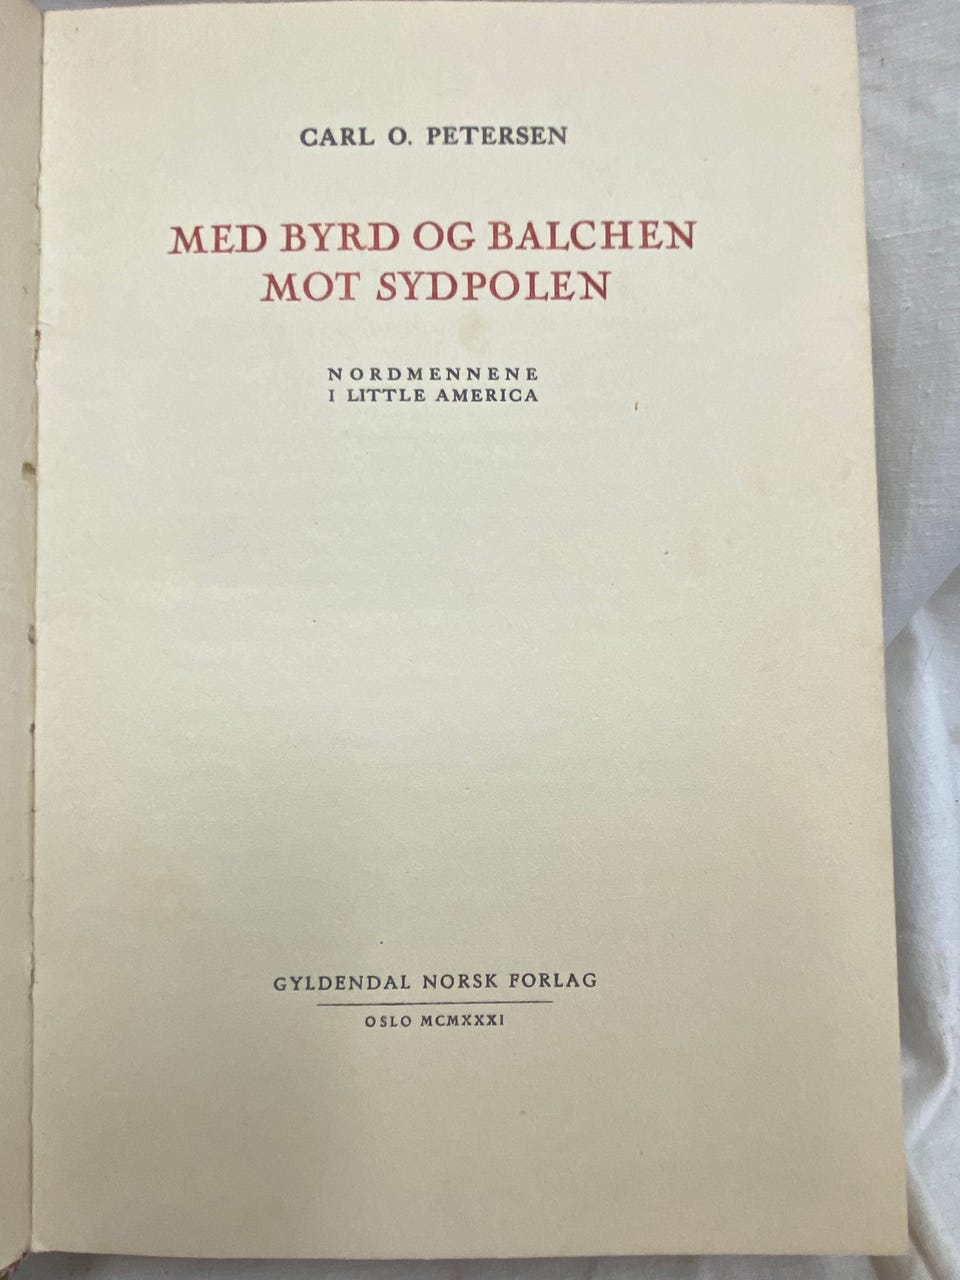 CARL O. PETERSEN
MED BYRD OG BALCHEN
MOT SYDPOLEN
NORDMENNENE
I LITTLE AMERICA
GYLDENDAL NORSK FORLAG
OSLO MCMXXXI